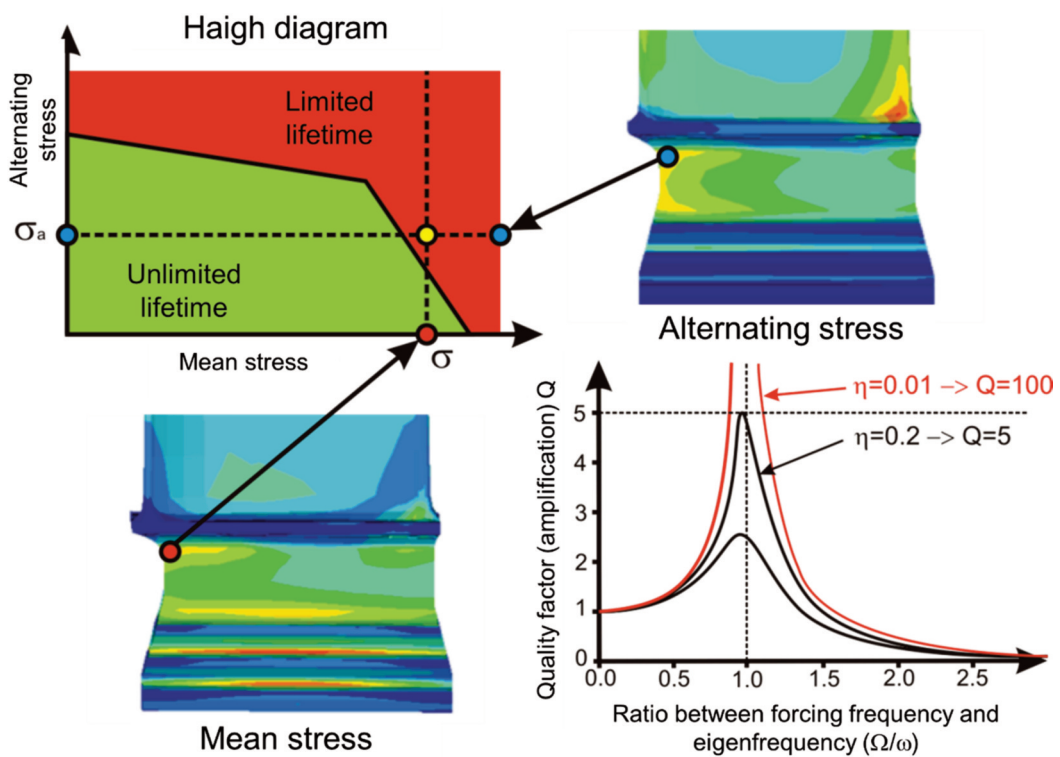 Haigh diagram
Alternating
stress
Limited
lifetime
σa
Unlimited
lifetime
Mean stress
σ
Alternating stress
Mean stress
Quality factor (amplification) Q
5
4
3
2
1
0
η=0.01 –> Q=100
η=0.2 –> Q=5
0.0 0.5 1.0 1.5 2.0 2.5
Ratio between forcing frequency and
eigenfrequency (Ω/ω)